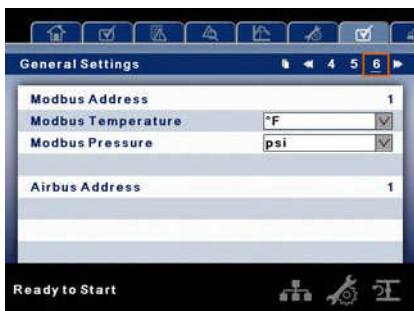 General Settings 4 5 6
Modbus Address 1
Modbus Temperature °F
Modbus Pressure psi
Airbus Address 1
Ready to Start